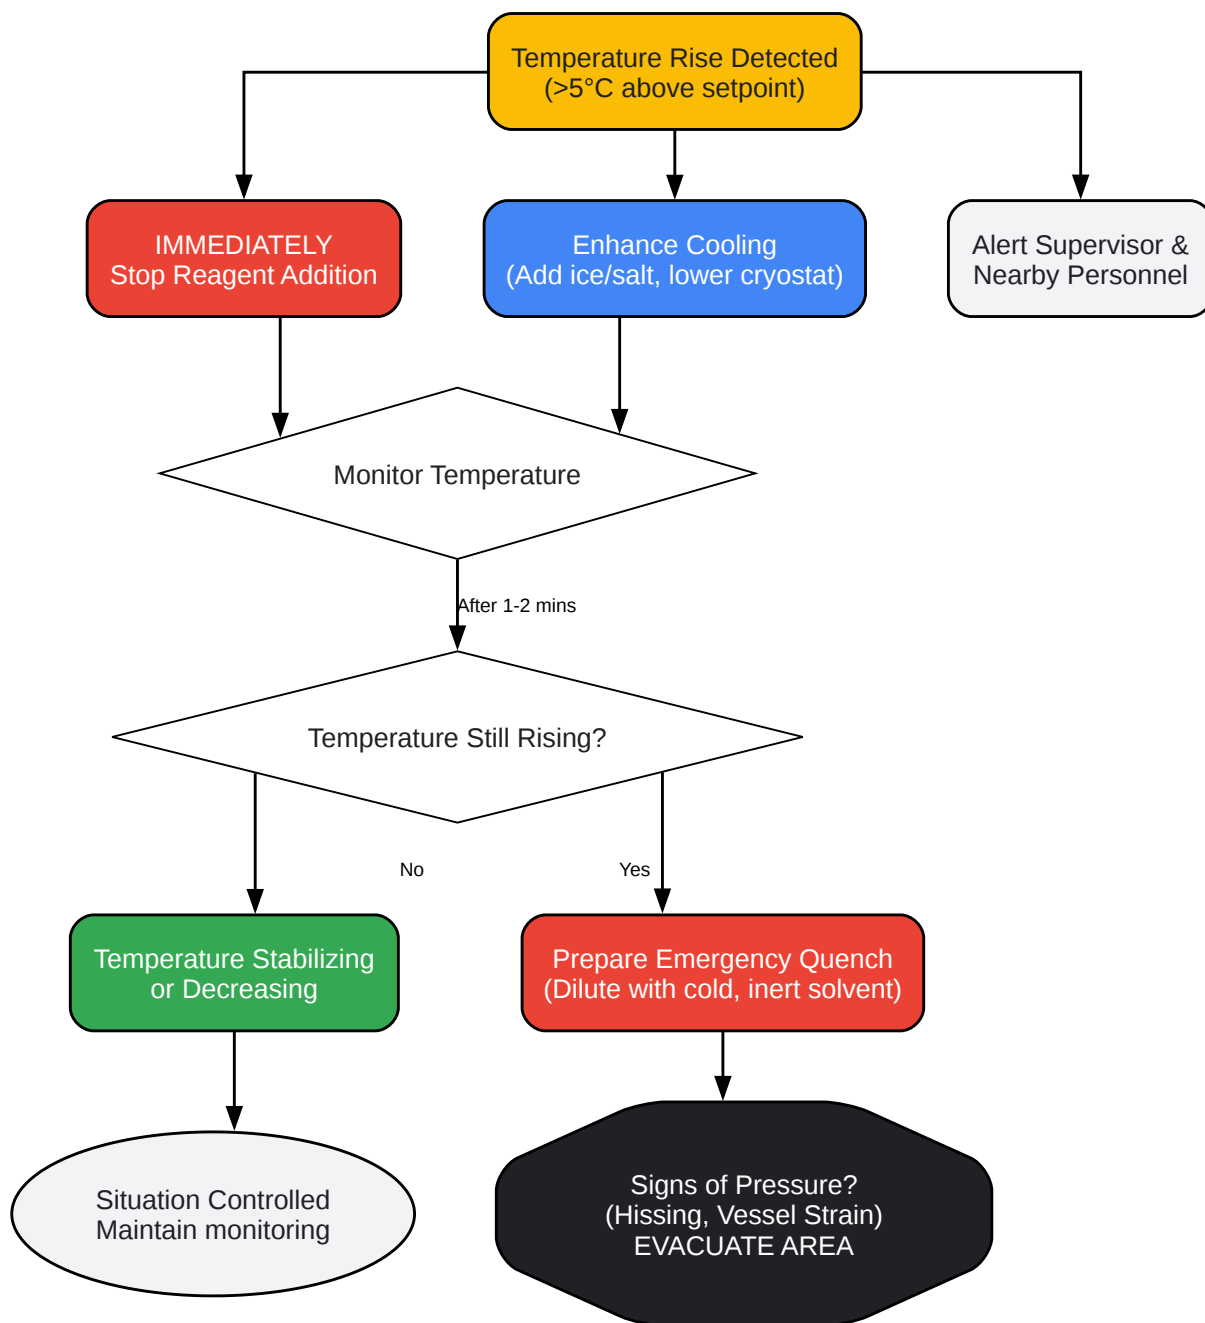 Temperature Rise Detected
(>5°C above setpoint)
IMMEDIATELY
Stop Reagent Addition
Enhance Cooling
(Add ice/salt, lower cryostat)
Alert Supervisor &
Nearby Personnel
Monitor Temperature
After 1-2 mins
Temperature Still Rising?
No
Yes
Temperature Stabilizing
or Decreasing
Prepare Emergency Quench
(Dilute with cold, inert solvent)
Situation Controlled
Maintain monitoring
Signs of Pressure?
(Hissing, Vessel Strain)
EVACUATE AREA